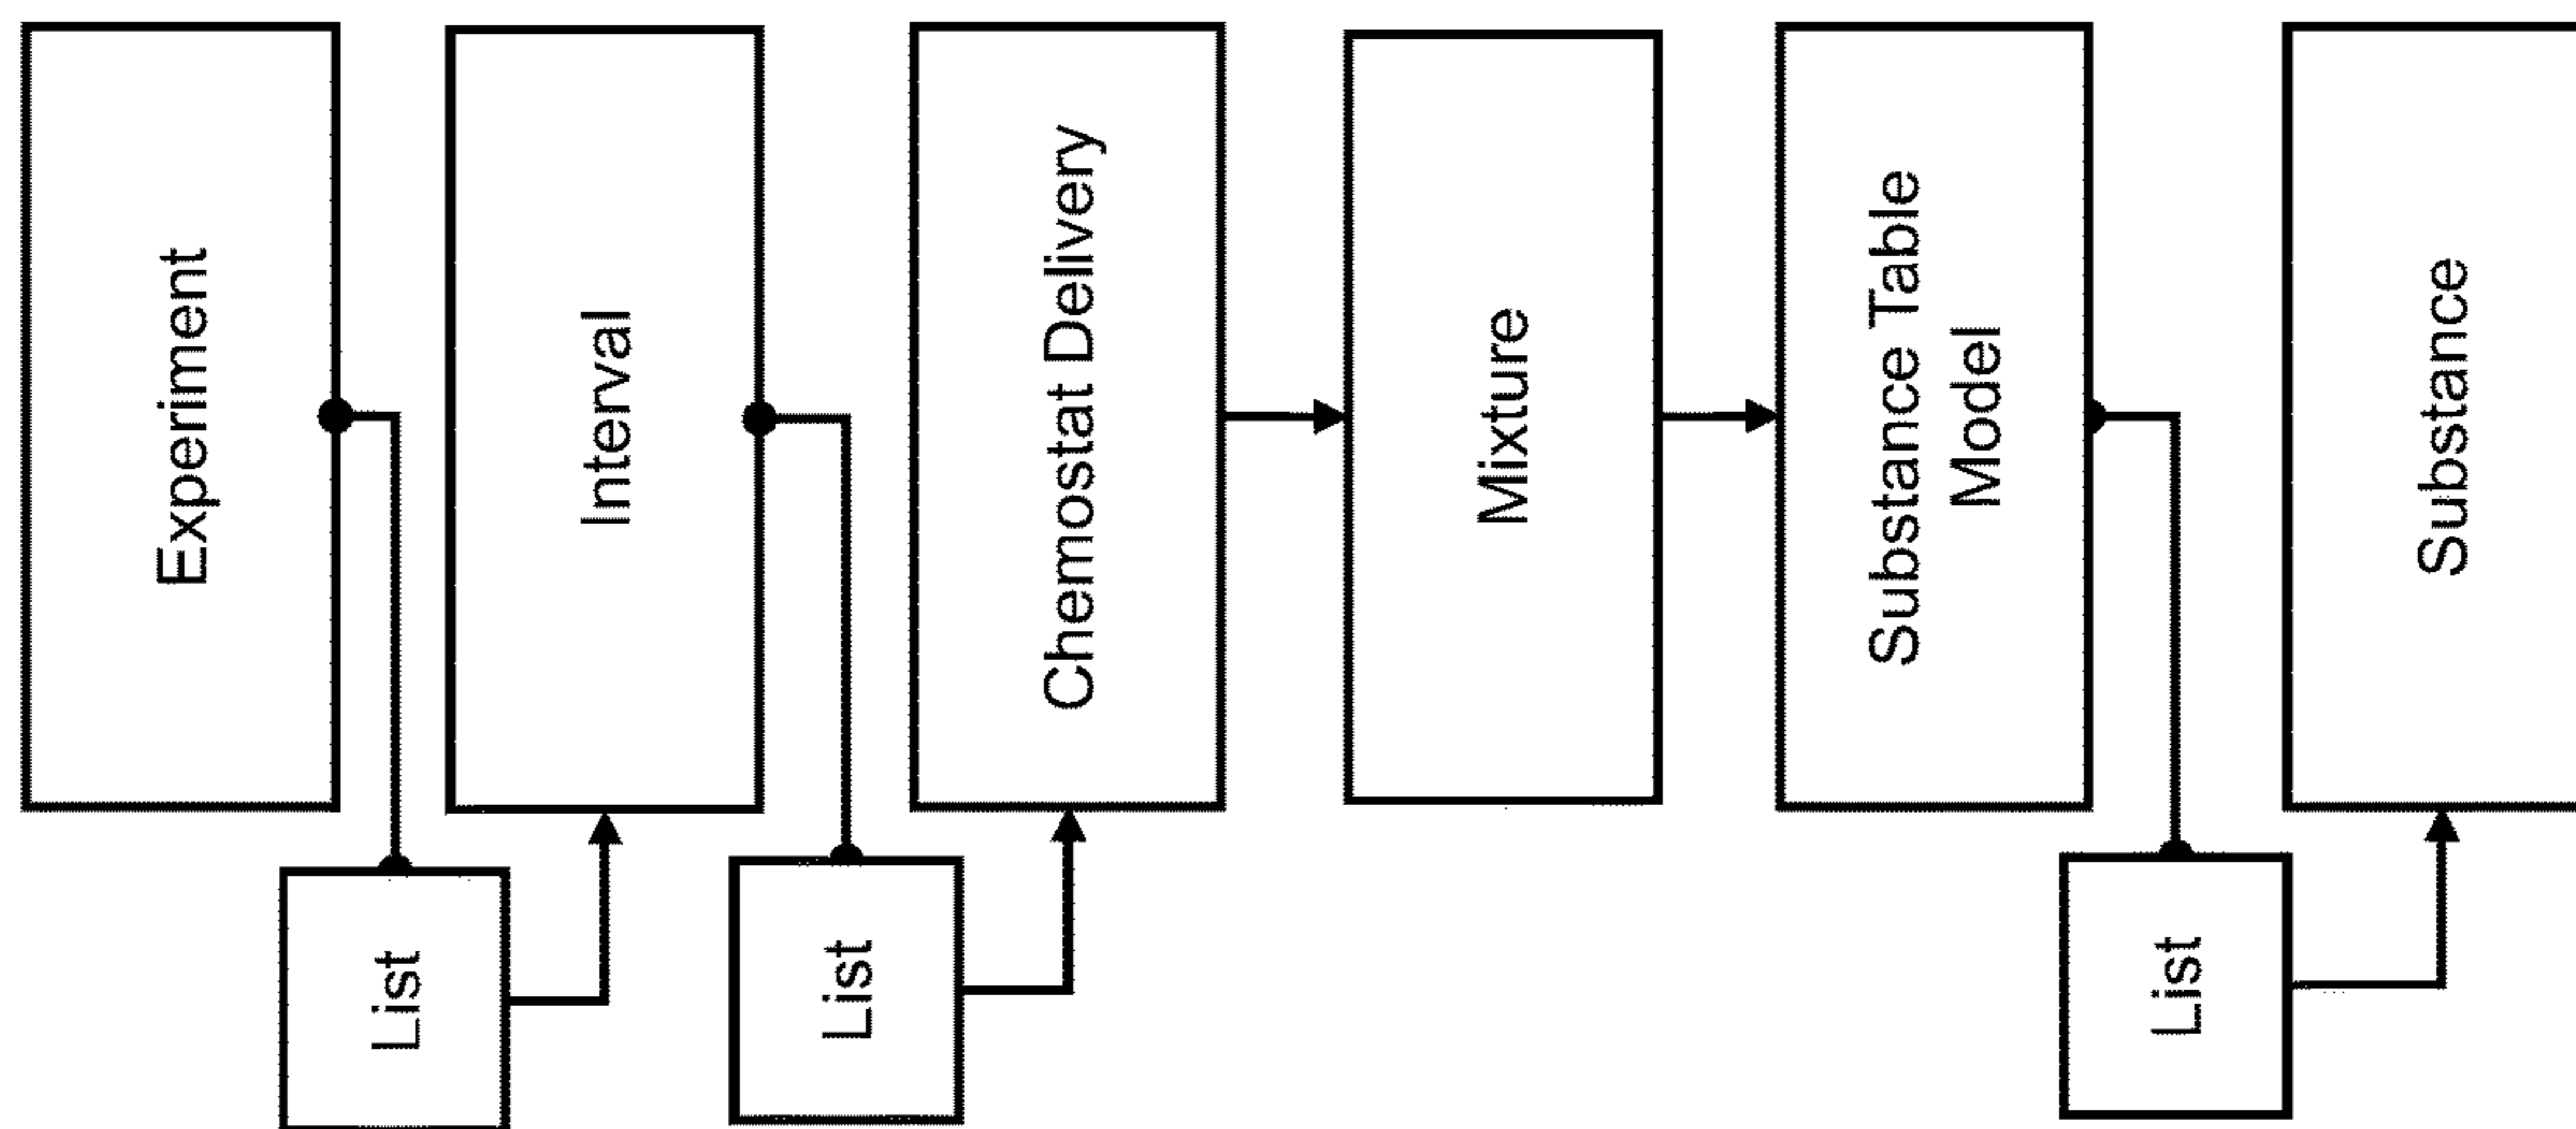 Experiment
List
Interval
List
Chemostat Delivery
Mixture
Substance Table
Model
List
Substance